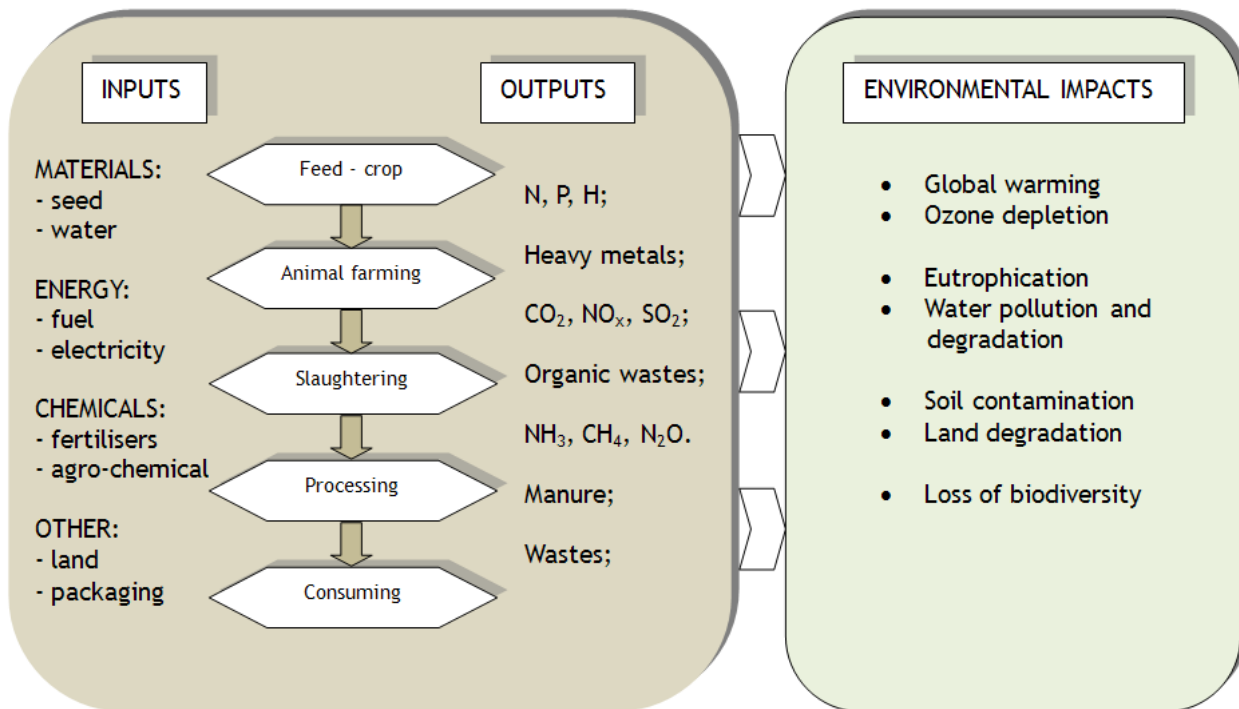 INPUTS
MATERIALS:
- seed
- water
ENERGY:
- fuel
- electricity
CHEMICALS:
- fertilisers
- agro-chemical
OTHER:
- land
- packaging
Feed - crop
Animal farming
Slaughtering
Processing
Consuming
OUTPUTS
N, P, H;
Heavy metals;
CO₂, NOₓ, SO₂;
Organic wastes;
NH₃, CH₄, N₂O.
Manure;
Wastes;
ENVIRONMENTAL IMPACTS
• Global warming
• Ozone depletion
• Eutrophication
• Water pollution and
degradation
• Soil contamination
• Land degradation
• Loss of biodiversity